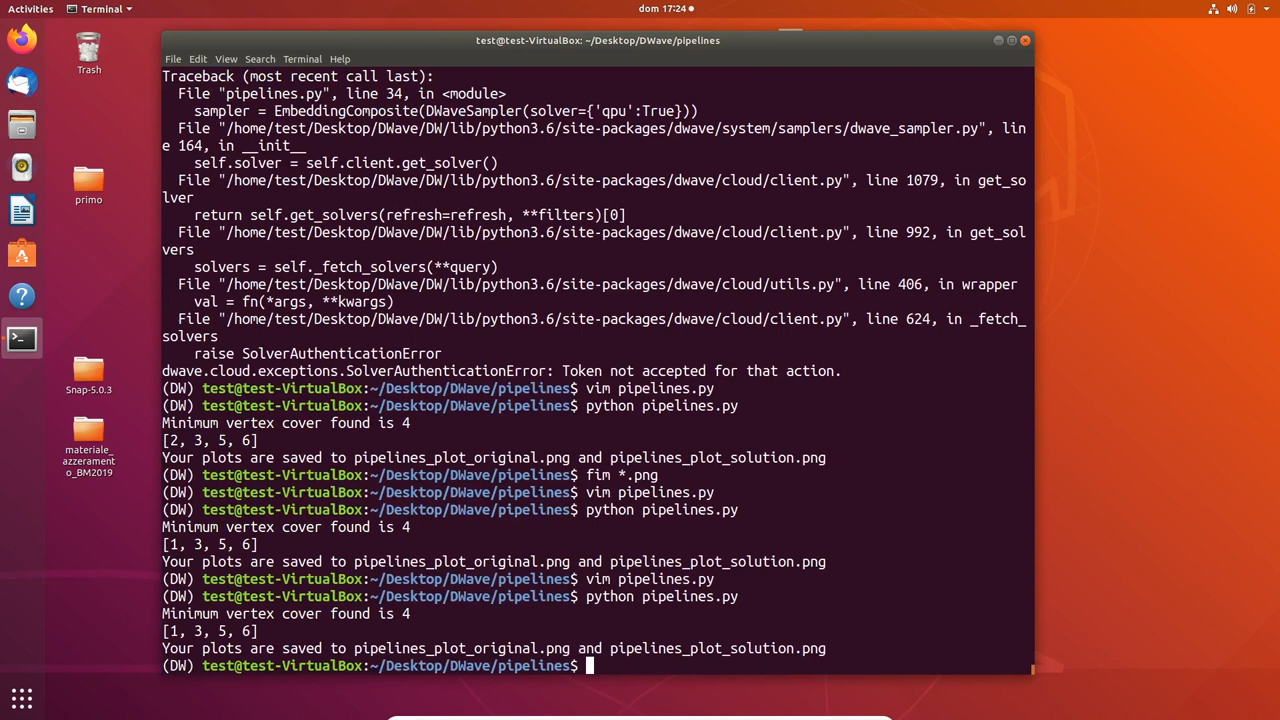 Activities
Terminal
dom 17:24
test@test-VirtualBox: ~/Desktop/DWave/pipelines
File Edit View Search Terminal Help
Trash
primo
Snap-5.0.3
materiale_
azzerament
o_BM2019
Traceback (most recent call last):
File "pipelines.py", line 34, in <module>
sampler = EmbeddingComposite(DWaveSampler(solver={'qpu':True}))
File "/home/test/Desktop/DWave/DW/lib/python3.6/site-packages/dwave/system/samplers/dwave_sampler.py", lin
e 164, in __init__
self.solver = self.client.get_solver()
File "/home/test/Desktop/DWave/DW/lib/python3.6/site-packages/dwave/cloud/client.py", line 1079, in get_so
lver
return self.get_solvers(refresh=refresh, **filters)[0]
File "/home/test/Desktop/DWave/DW/lib/python3.6/site-packages/dwave/cloud/client.py", line 992, in get_sol
vers
solvers = self._fetch_solvers(**query)
File "/home/test/Desktop/DWave/DW/lib/python3.6/site-packages/dwave/cloud/utils.py", line 406, in wrapper
val = fn(*args, **kwargs)
File "/home/test/Desktop/DWave/DW/lib/python3.6/site-packages/dwave/cloud/client.py", line 624, in _fetch_
solvers
raise SolverAuthenticationError
dwave.cloud.exceptions.SolverAuthenticationError: Token not accepted for that action.
(DW) test@test-VirtualBox:~/Desktop/DWave/pipelines$ vim pipelines.py
(DW) test@test-VirtualBox:~/Desktop/DWave/pipelines$ python pipelines.py
Minimum vertex cover found is 4
[2, 3, 5, 6]
Your plots are saved to pipelines_plot_original.png and pipelines_plot_solution.png
(DW) test@test-VirtualBox:~/Desktop/DWave/pipelines$ fim *.png
(DW) test@test-VirtualBox:~/Desktop/DWave/pipelines$ vim pipelines.py
(DW) test@test-VirtualBox:~/Desktop/DWave/pipelines$ python pipelines.py
Minimum vertex cover found is 4
[1, 3, 5, 6]
Your plots are saved to pipelines_plot_original.png and pipelines_plot_solution.png
(DW) test@test-VirtualBox:~/Desktop/DWave/pipelines$ vim pipelines.py
(DW) test@test-VirtualBox:~/Desktop/DWave/pipelines$ python pipelines.py
Minimum vertex cover found is 4
[1, 3, 5, 6]
Your plots are saved to pipelines_plot_original.png and pipelines_plot_solution.png
(DW) test@test-VirtualBox:~/Desktop/DWave/pipelines$